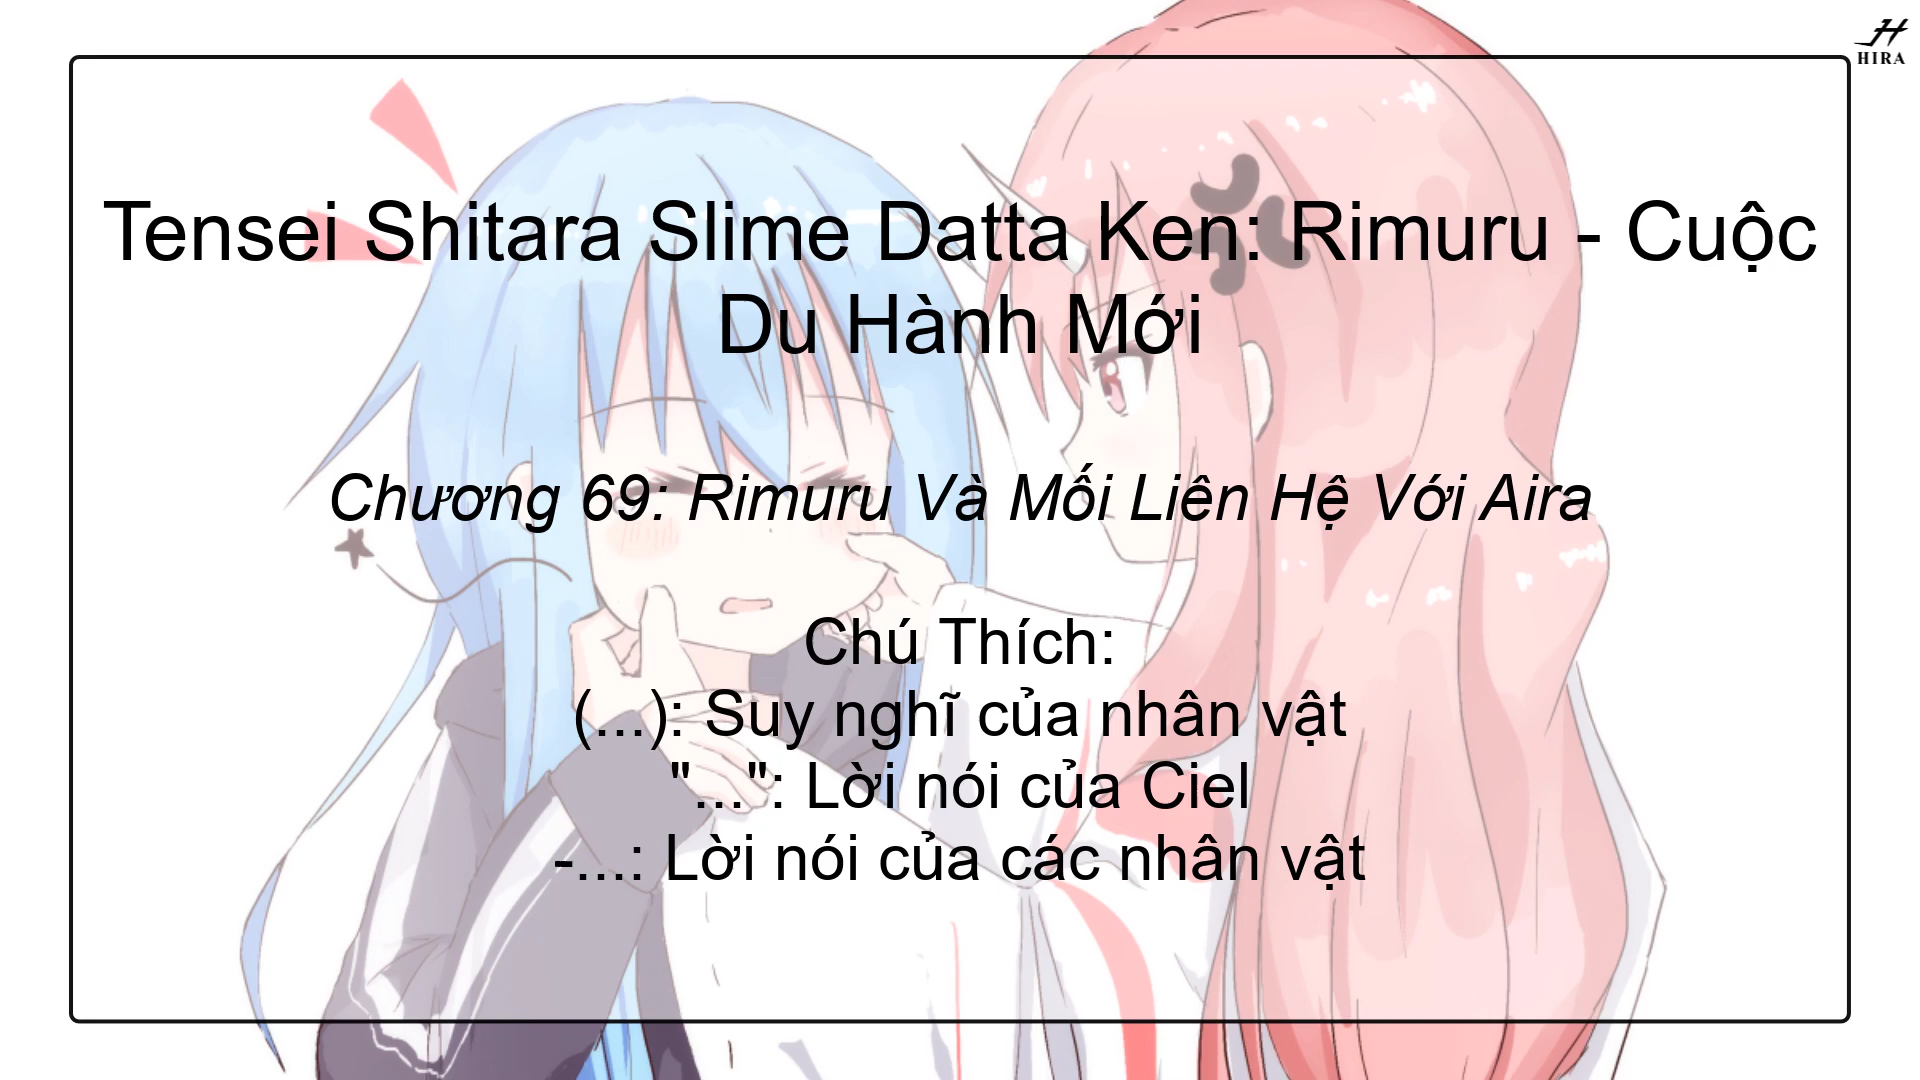 HIRA
Tensei Shitara Slime Datta Ken: Rimuru - Cuộc
Du Hành Mới
Chương 69: Rimuru Và Mối Liên Hệ Với Aira
Chú Thích:
(...): Suy nghĩ của nhân vật
"...": Lời nói của Ciel
-...: Lời nói của các nhân vật